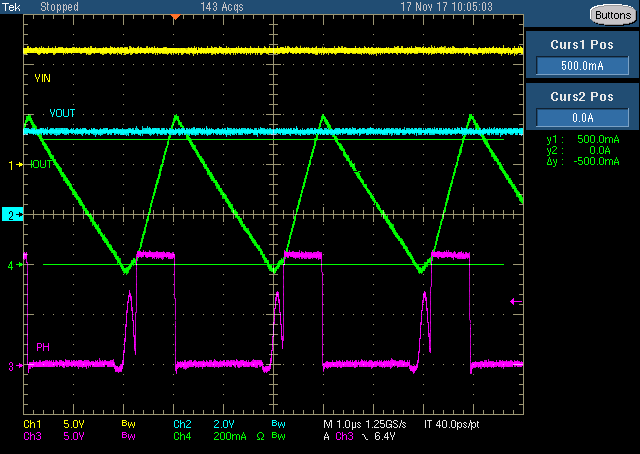 Tek Stopped 143 Acqs 17 Nov 17 10:05:03
Buttons
Curs1 Pos
500.0mA
Curs2 Pos
0.0A
y1 : 500.0mA
y2 : 0.0A
Δy : -500.0mA
VIN
VOUT
1
IOUT
2
4
PH
3
Ch1 5.0V Bw Ch2 2.0V Bw M 1.0µs 1.25GS/s IT 40.0ps/pt
Ch3 5.0V Bw Ch4 200mA Ω Bw A Ch3 ↘ 6.4V